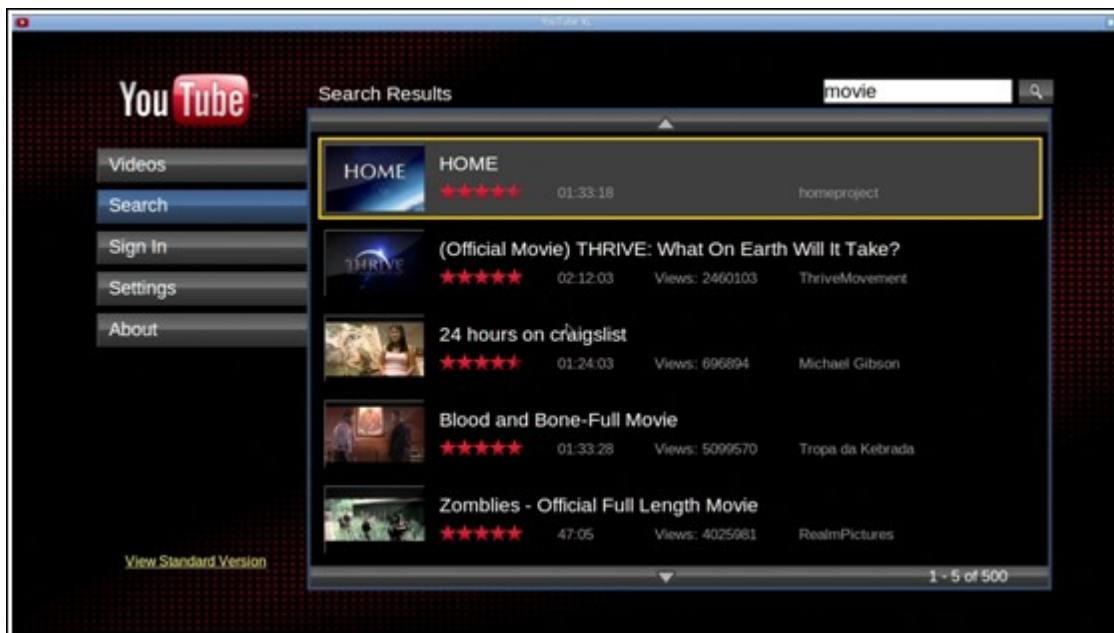 YouTube XL
You Tube
Search Results
movie
Videos
Search
Sign In
Settings
About
View Standard Version
HOME
HOME
01:33:18 homeproject
THRIVE
(Official Movie) THRIVE: What On Earth Will It Take?
02:12:03 Views: 2460103 ThriveMovement
24 hours on craigslist
01:24:03 Views: 696894 Michael Gibson
Blood and Bone-Full Movie
01:33:28 Views: 5099570 Tropa da Kebrada
Zomblies - Official Full Length Movie
47:05 Views: 4025981 RealmPictures
1 - 5 of 500